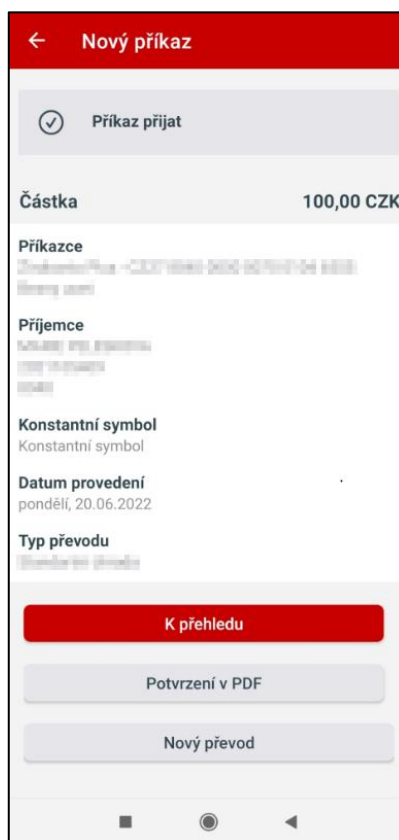 Nový příkaz
Příkaz přijat
Částka 100,00 CZK
Příkazce
Příjemce
Konstantní symbol
Konstantní symbol
Datum provedení
pondělí, 20.06.2022
Typ převodu
K přehledu
Potvrzení v PDF
Nový převod